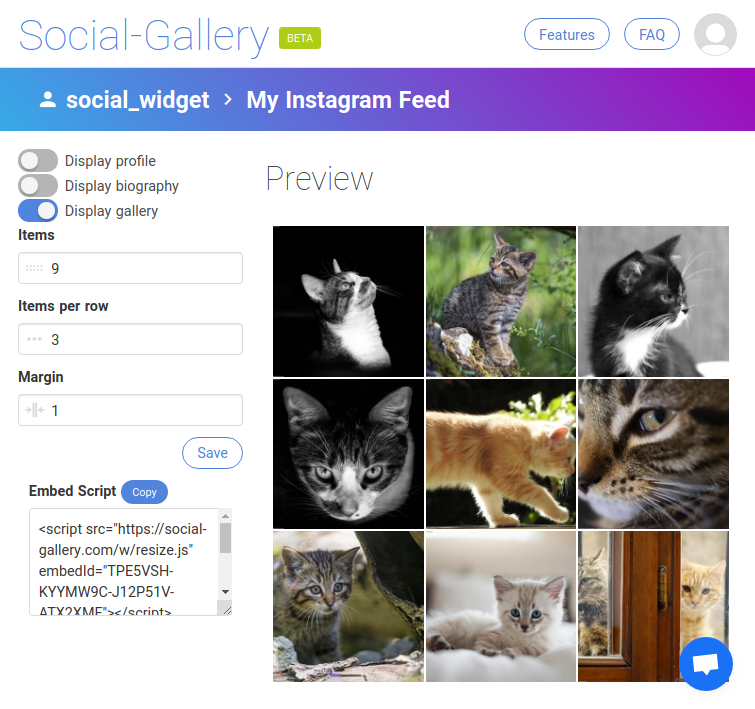 Social-Gallery BETA
Features
FAQ
social_widget > My Instagram Feed
Display profile
Display biography
Display gallery
Items
9
Items per row
3
Margin
1
Save
Embed Script Copy
<script src="https://social-
gallery.com/w/resize.js"
embedId="TPE5VSH-
KYYMW9C-J12P51V-
ATX2XMF"></script>
Preview